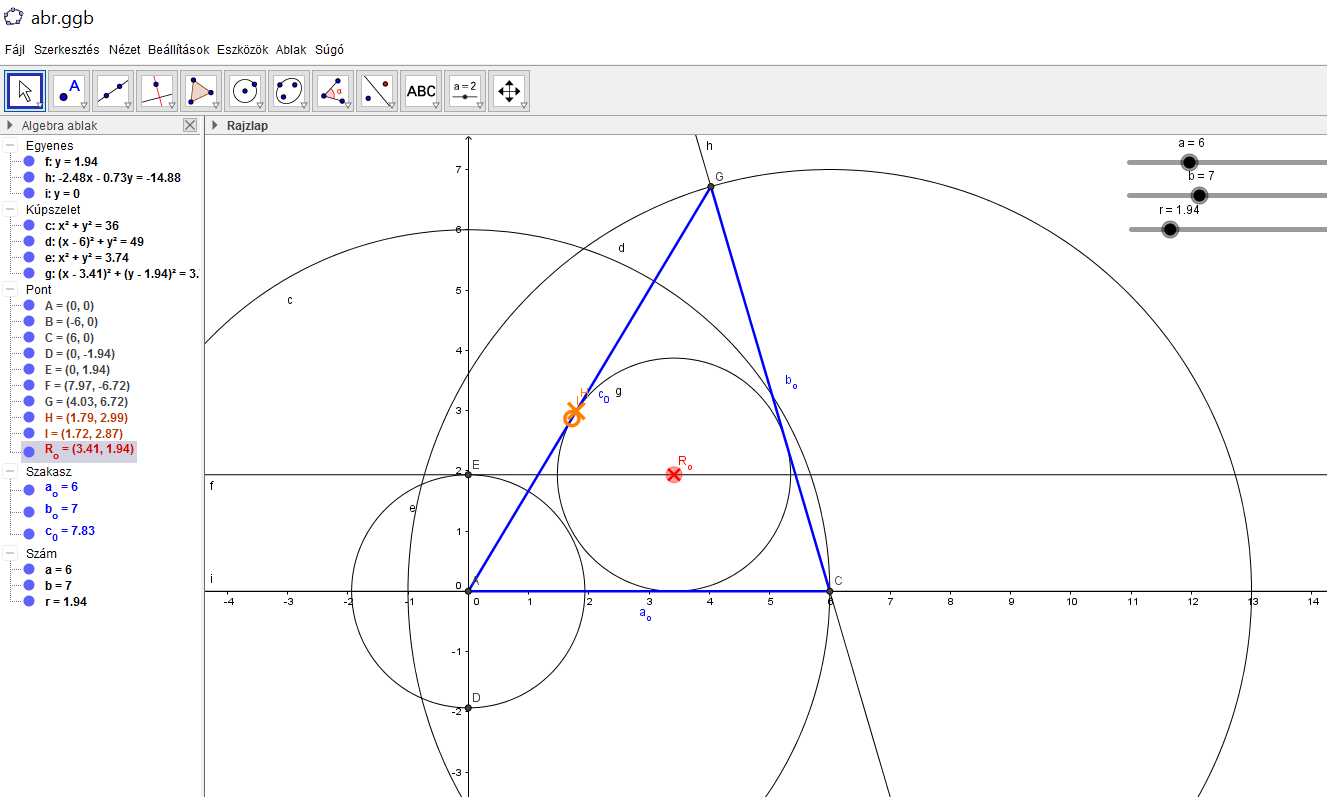 abr.ggb
Fájl Szerkesztés Nézet Beállítások Eszközök Ablak Súgó
A α ABC a = 2
Algebra ablak
Egyenes
f: y = 1.94
h: -2.48x - 0.73y = -14.88
i: y = 0
Kúpszelet
c: x² + y² = 36
d: (x - 6)² + y² = 49
e: x² + y² = 3.74
g: (x - 3.41)² + (y - 1.94)² = 3.
Pont
A = (0, 0)
B = (-6, 0)
C = (6, 0)
D = (0, -1.94)
E = (0, 1.94)
F = (7.97, -6.72)
G = (4.03, 6.72)
H = (1.79, 2.99)
I = (1.72, 2.87)
Rₒ = (3.41, 1.94)
Szakasz
aₒ = 6
bₒ = 7
c₀ = 7.83
Szám
a = 6
b = 7
r = 1.94
Rajzlap
h
a = 6
b = 7
r = 1.94
7
G
6
d
5
c
4
bₒ
H
I
c₀ g
3
Rₒ
E
2
f
e
1
i
0
A
C
-4 -3 -2 -1 0 1 2 3 4 5 6 7 8 9 10 11 12 13 14
aₒ
-1
D
-2
-3